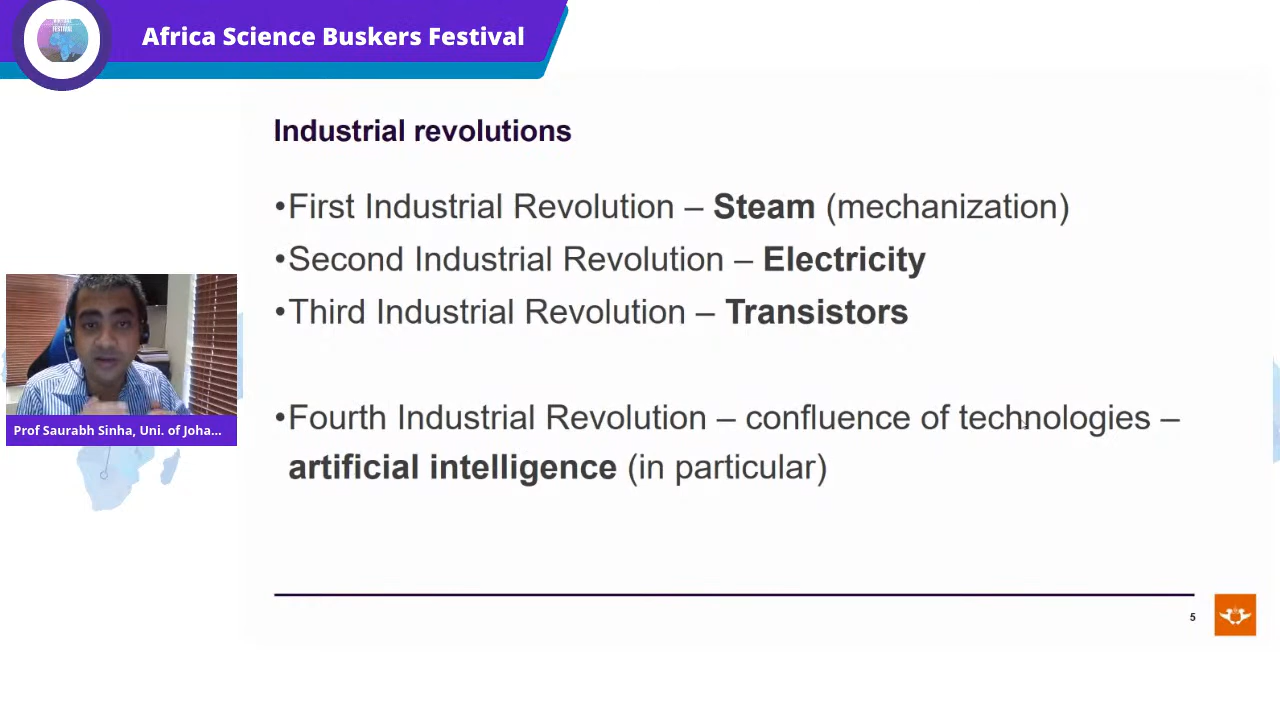 FESTIVAL
Africa Science Buskers Festival
Industrial revolutions
•First Industrial Revolution – Steam (mechanization)
•Second Industrial Revolution – Electricity
•Third Industrial Revolution – Transistors
•Fourth Industrial Revolution – confluence of technologies –
artificial intelligence (in particular)
Prof Saurabh Sinha, Uni. of Joha...
5